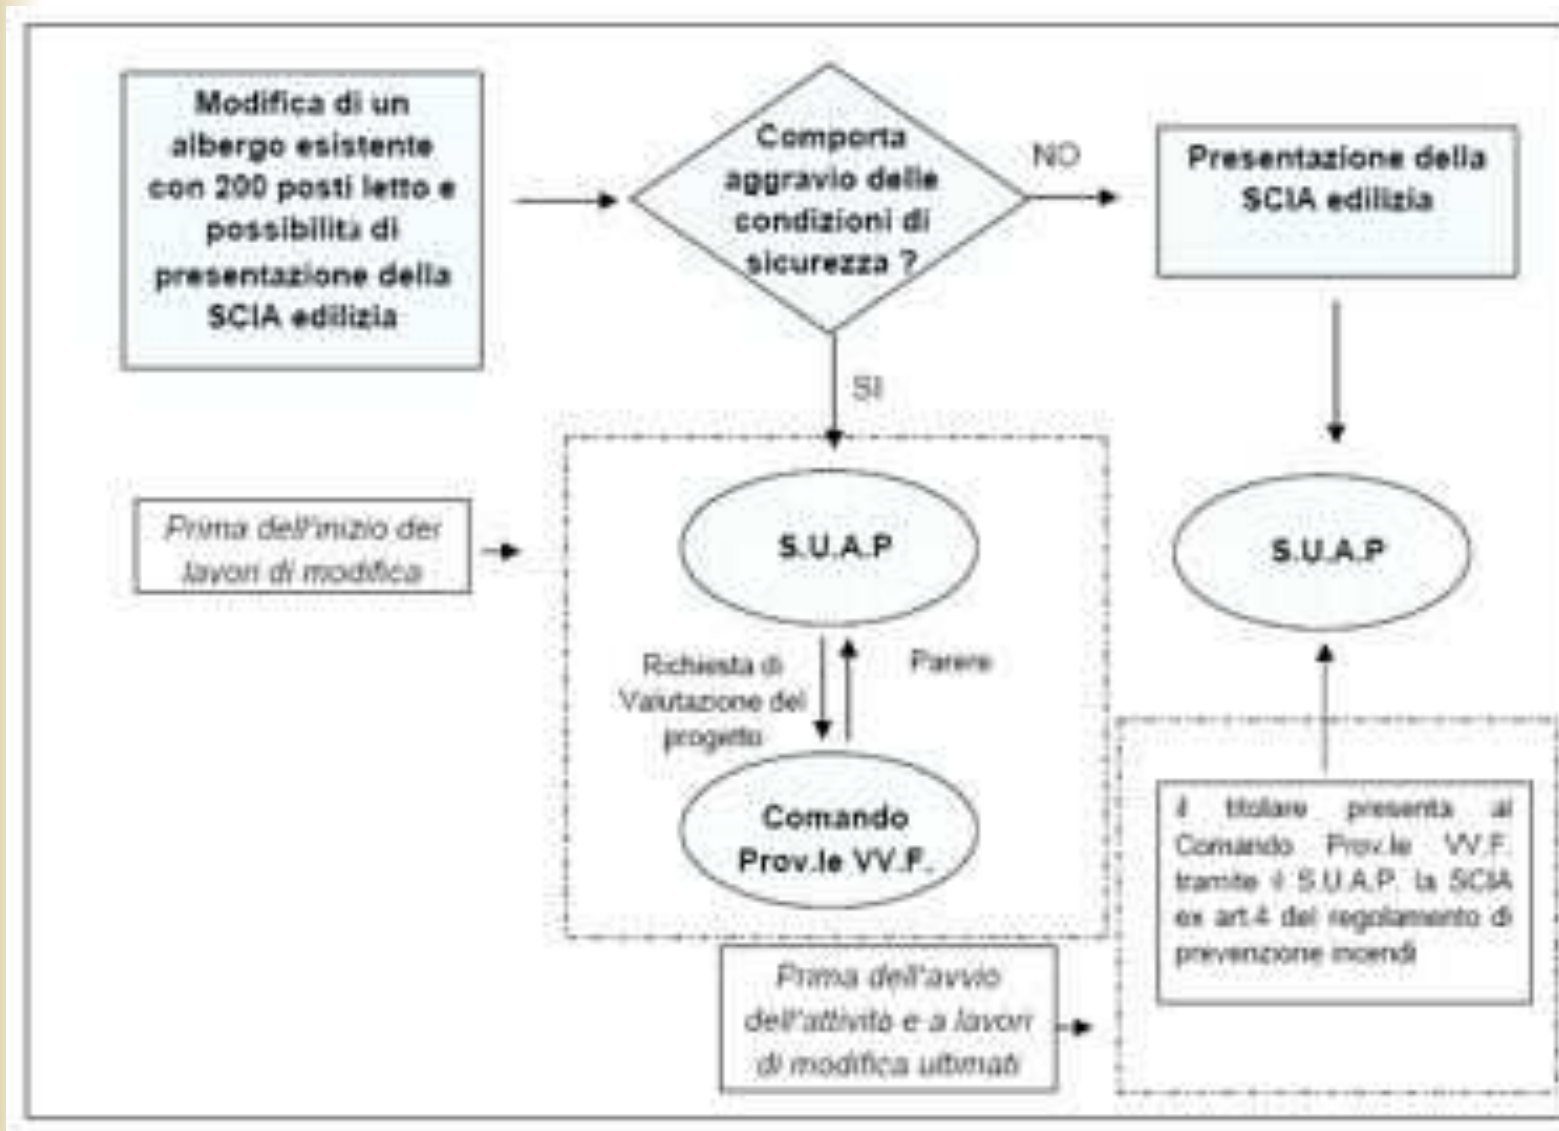 Modifica di un
albergo esistente
con 200 posti letto e
possibilità di
presentazione della
SCIA edilizia
Comporta
aggravio delle
condizioni di
sicurezza ?
NO
Presentazione della
SCIA edilizia
SI
Prima dell'inizio dei
lavori di modifica
S.U.A.P
S.U.A.P
Richiesta di
Valutazione del
progetto
Parere
Comando
Prov.le VV.F.
il titolare presenta al
Comando Prov.le VV.F.
tramite il S.U.A.P. la SCIA
ex art.4 del regolamento di
prevenzione incendi
Prima dell'avvio
dell'attività e a lavori
di modifica ultimati